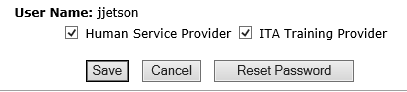 User Name: jjetson
Human Service Provider ITA Training Provider
Save Cancel Reset Password